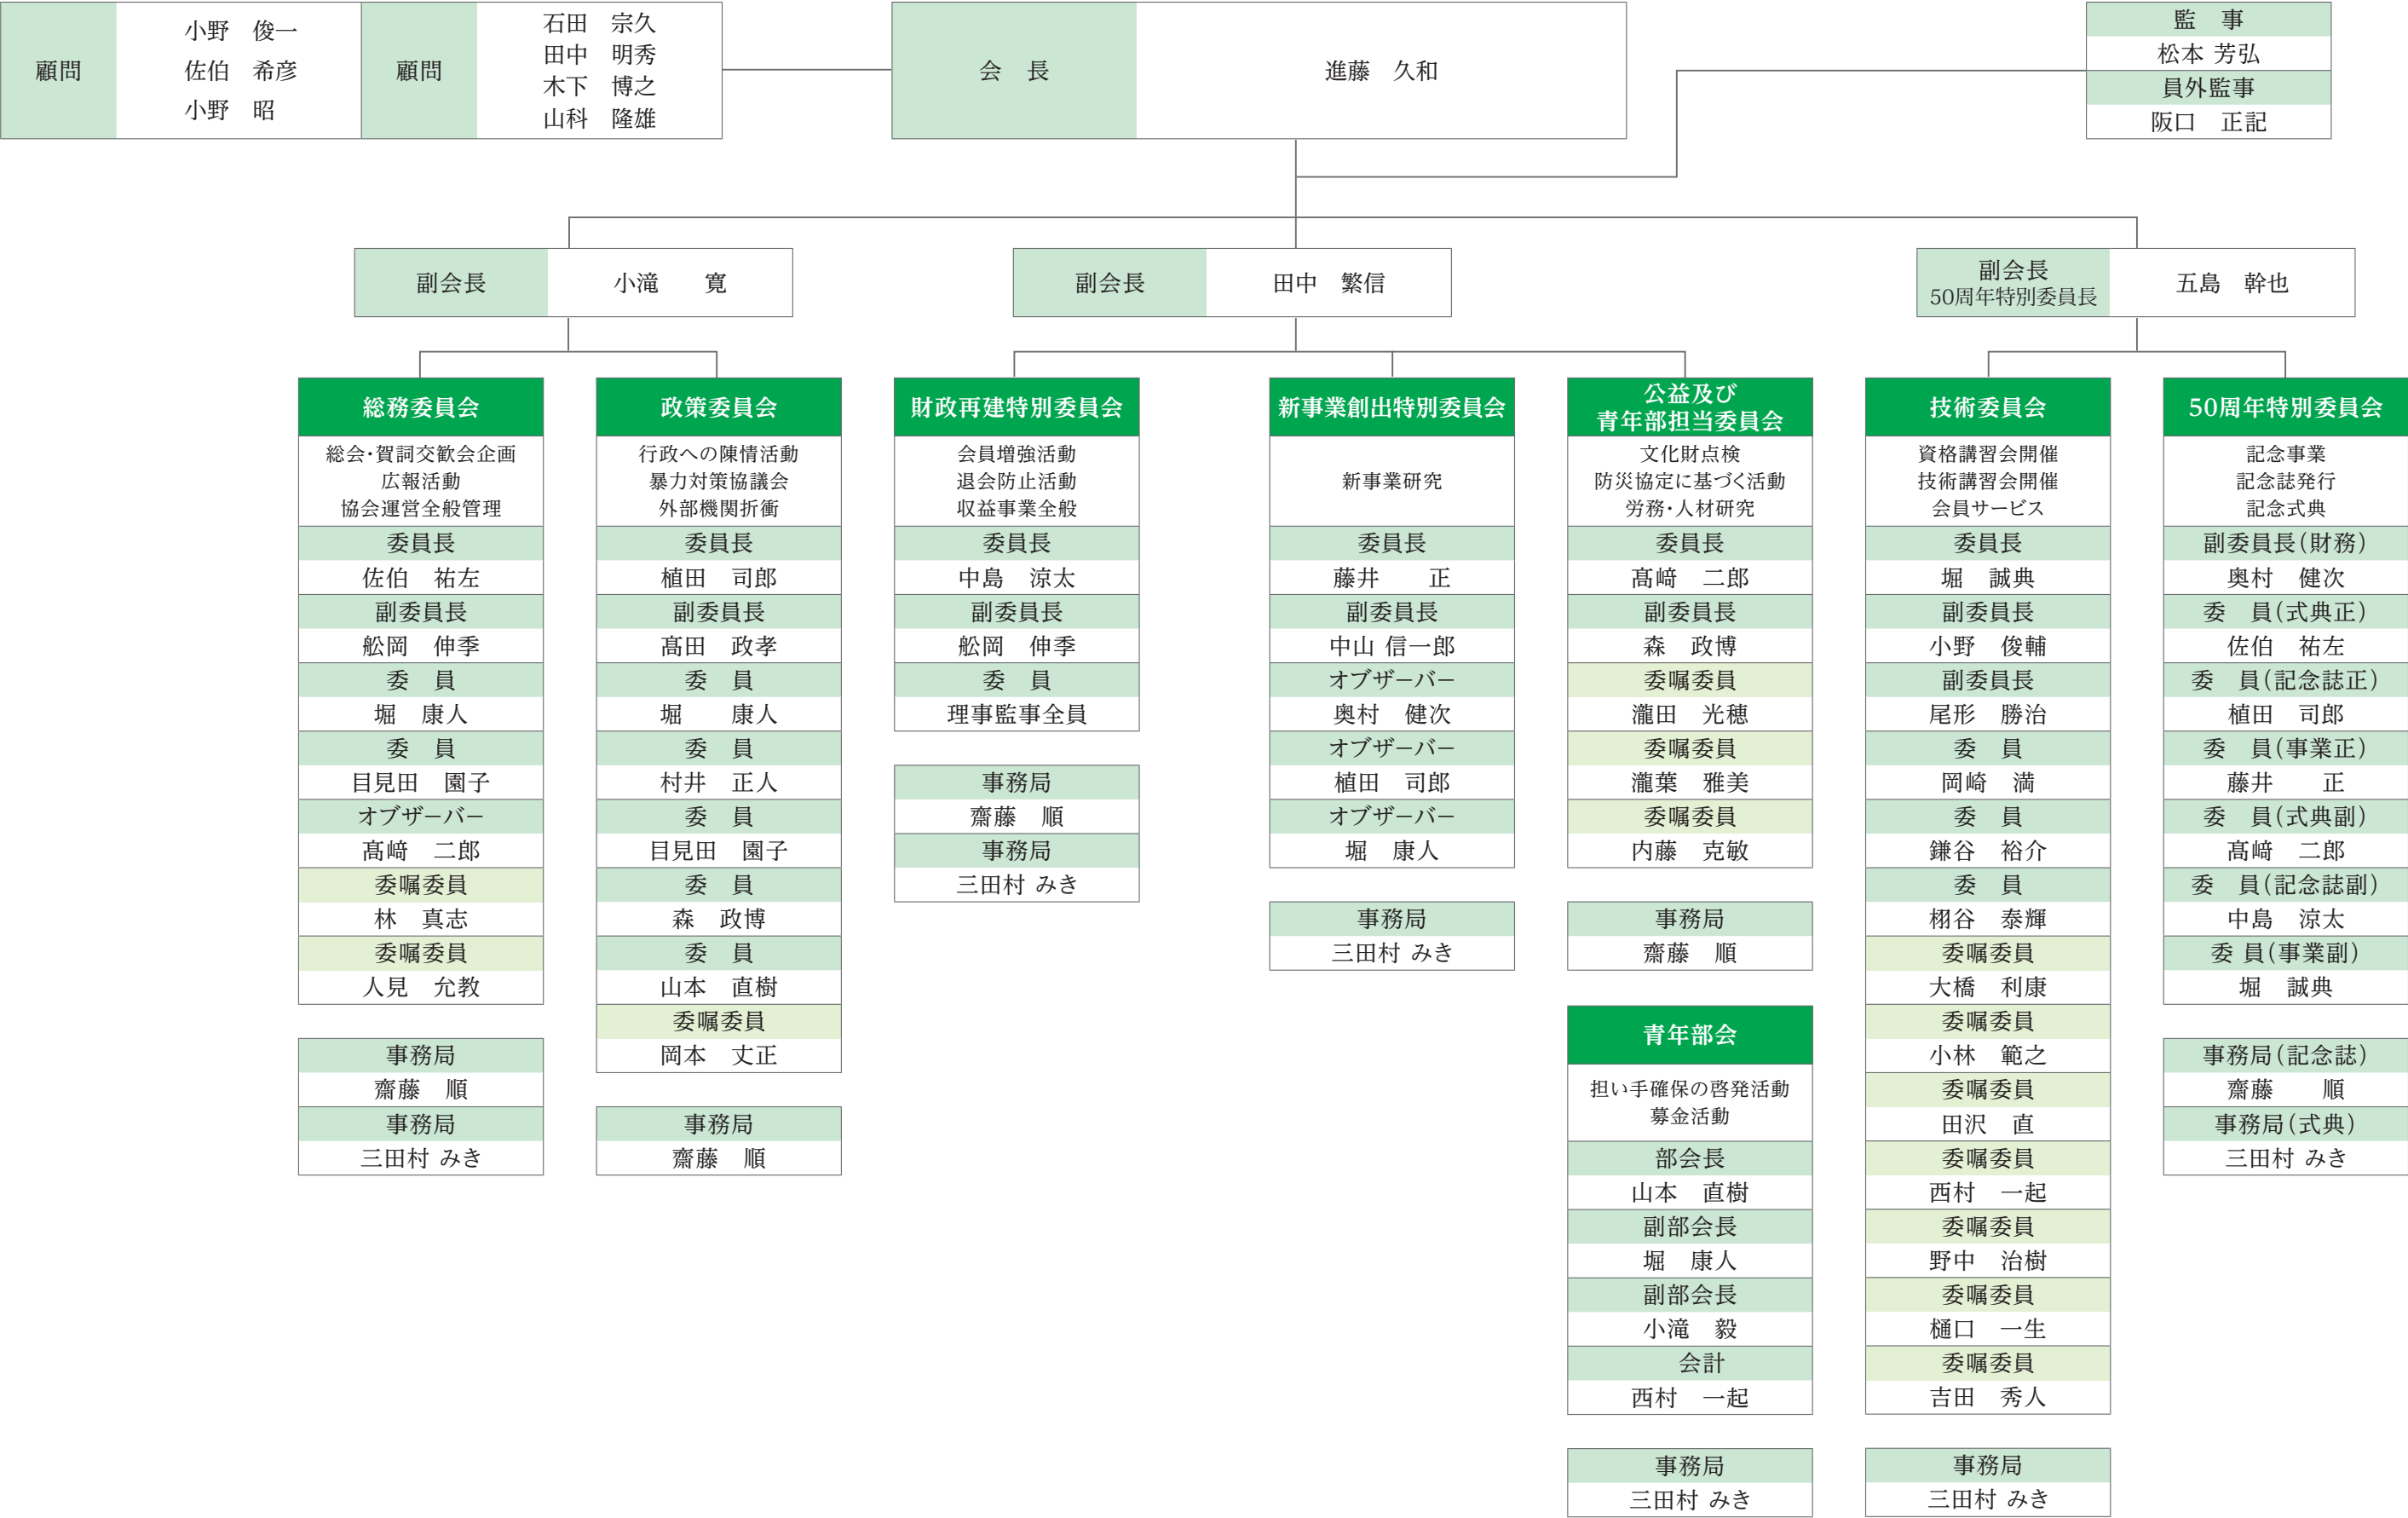 顧問
小野　俊一
佐伯　希彦
小野　昭
顧問
石田　宗久
田中　明秀
木下　博之
山科　隆雄
会　長
進藤　久和
監　事
松本 芳弘
員外監事
阪口　正記
副会長
小滝　　寛
副会長
田中　繁信
副会長
50周年特別委員長
五島　幹也
総務委員会
総会・賀詞交歓会企画
広報活動
協会運営全般管理
委員長
佐伯　祐左
副委員長
舩岡　伸季
委　員
堀　康人
委　員
目見田　園子
オブザーバー
髙﨑　二郎
委嘱委員
林　真志
委嘱委員
人見　允教
事務局
齋藤　順
事務局
三田村 みき
政策委員会
行政への陳情活動
暴力対策協議会
外部機関折衝
委員長
植田　司郎
副委員長
髙田　政孝
委　員
堀　　康人
委　員
村井　正人
委　員
目見田　園子
委　員
森　政博
委　員
山本　直樹
委嘱委員
岡本　丈正
事務局
齋藤　順
財政再建特別委員会
会員増強活動
退会防止活動
収益事業全般
委員長
中島　涼太
副委員長
舩岡　伸季
委　員
理事監事全員
事務局
齋藤　順
事務局
三田村 みき
新事業創出特別委員会
新事業研究
委員長
藤井　　正
副委員長
中山 信一郎
オブザーバー
奥村　健次
オブザーバー
植田　司郎
オブザーバー
堀　康人
事務局
三田村 みき
公益及び
青年部担当委員会
文化財点検
防災協定に基づく活動
労務・人材研究
委員長
髙﨑　二郎
副委員長
森　政博
委嘱委員
瀧田　光穂
委嘱委員
瀧葉　雅美
委嘱委員
内藤　克敏
事務局
齋藤　順
青年部会
担い手確保の啓発活動
募金活動
部会長
山本　直樹
副部会長
堀　康人
副部会長
小滝　毅
会計
西村　一起
事務局
三田村 みき
技術委員会
資格講習会開催
技術講習会開催
会員サービス
委員長
堀　誠典
副委員長
小野　俊輔
副委員長
尾形　勝治
委　員
岡崎　満
委　員
鎌谷　裕介
委　員
栩谷　泰輝
委嘱委員
大橋　利康
委嘱委員
小林　範之
委嘱委員
田沢　直
委嘱委員
西村　一起
委嘱委員
野中　治樹
委嘱委員
樋口　一生
委嘱委員
吉田　秀人
事務局
三田村 みき
50周年特別委員会
記念事業
記念誌発行
記念式典
副委員長（財務）
奥村　健次
委　員（式典正）
佐伯　祐左
委　員（記念誌正）
植田　司郎
委　員（事業正）
藤井　　正
委　員（式典副）
髙﨑　二郎
委　員（記念誌副）
中島　涼太
委 員（事業副）
堀　誠典
事務局（記念誌）
齋藤　　順
事務局（式典）
三田村 みき